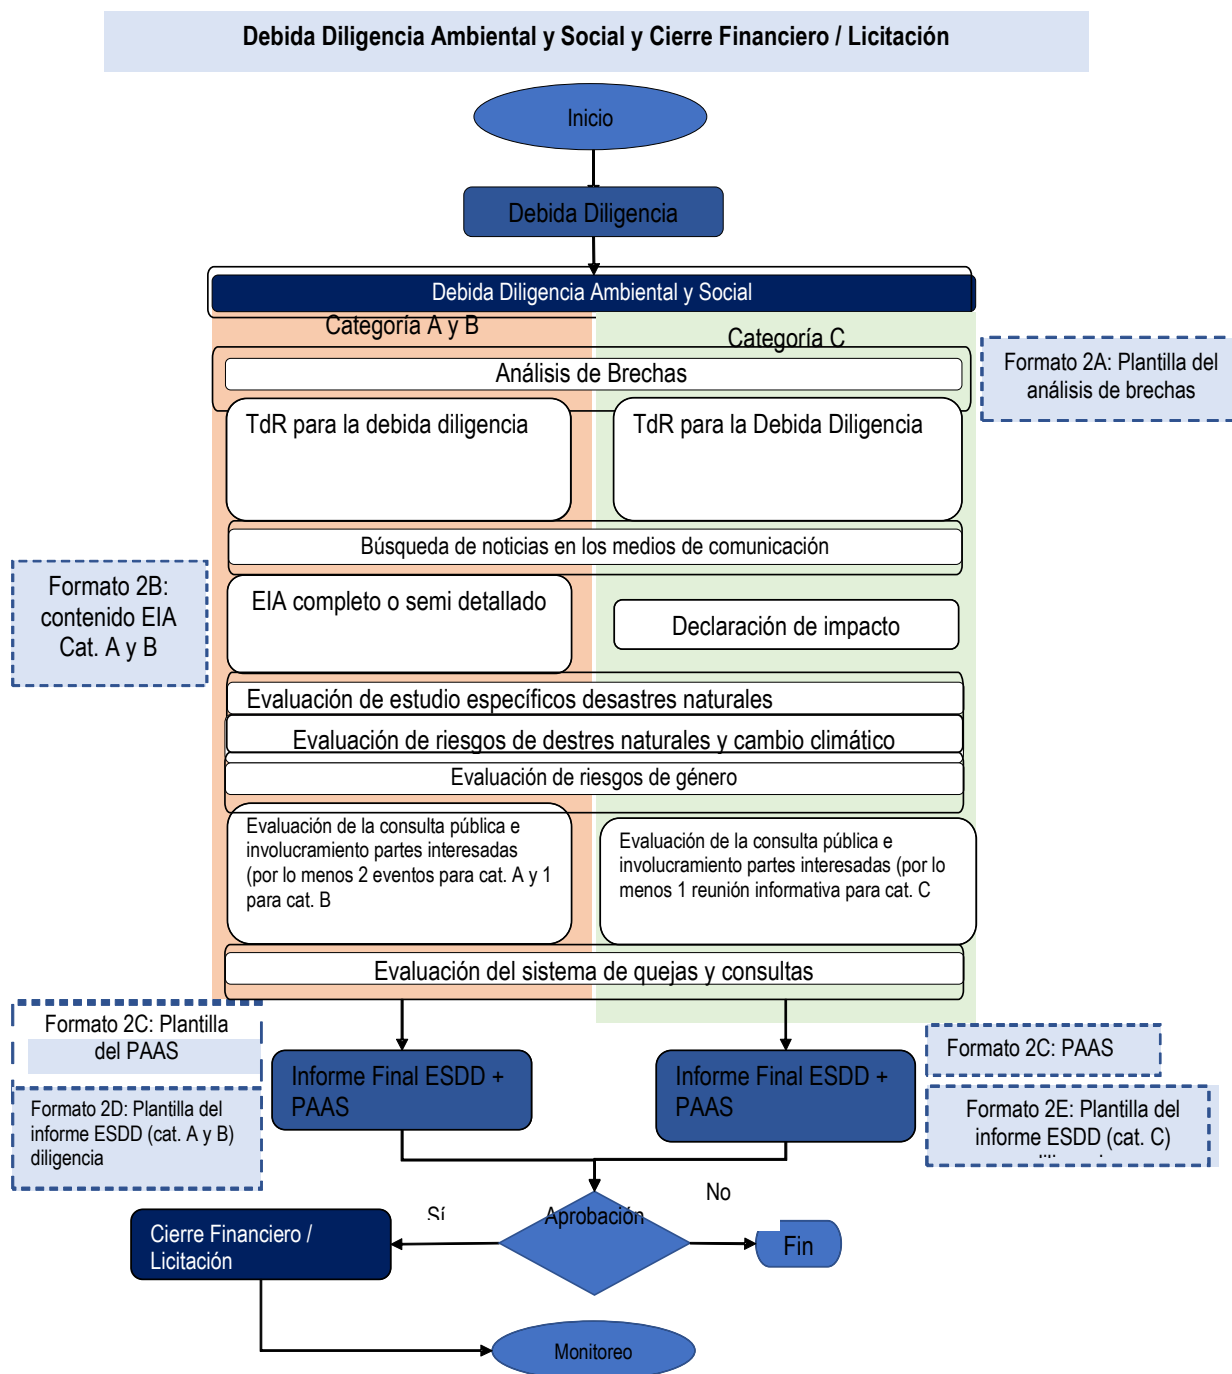 Debida Diligencia Ambiental y Social y Cierre Financiero / Licitación
Inicio
Debida Diligencia
Debida Diligencia Ambiental y Social
Categoría A y B
Categoría C
Análisis de Brechas
Formato 2A: Plantilla del
análisis de brechas
TdR para la debida diligencia
TdR para la Debida Diligencia
Búsqueda de noticias en los medios de comunicación
Formato 2B:
contenido EIA
Cat. A y B
EIA completo o semi detallado
Declaración de impacto
Evaluación de estudio específicos desastres naturales
Evaluación de riesgos de destres naturales y cambio climático
Evaluación de riesgos de género
Evaluación de la consulta pública e
involucramiento partes interesadas
(por lo menos 2 eventos para cat. A y 1
para cat. B
Evaluación de la consulta pública e
involucramiento partes interesadas (por lo
menos 1 reunión informativa para cat. C
Evaluación del sistema de quejas y consultas
Formato 2C: Plantilla
del PAAS
Formato 2D: Plantilla del
informe ESDD (cat. A y B)
diligencia
Informe Final ESDD +
PAAS
Informe Final ESDD +
PAAS
Formato 2C: PAAS
Formato 2E: Plantilla del
informe ESDD (cat. C)
Sí
Aprobación
No
Cierre Financiero /
Licitación
Fin
Monitoreo